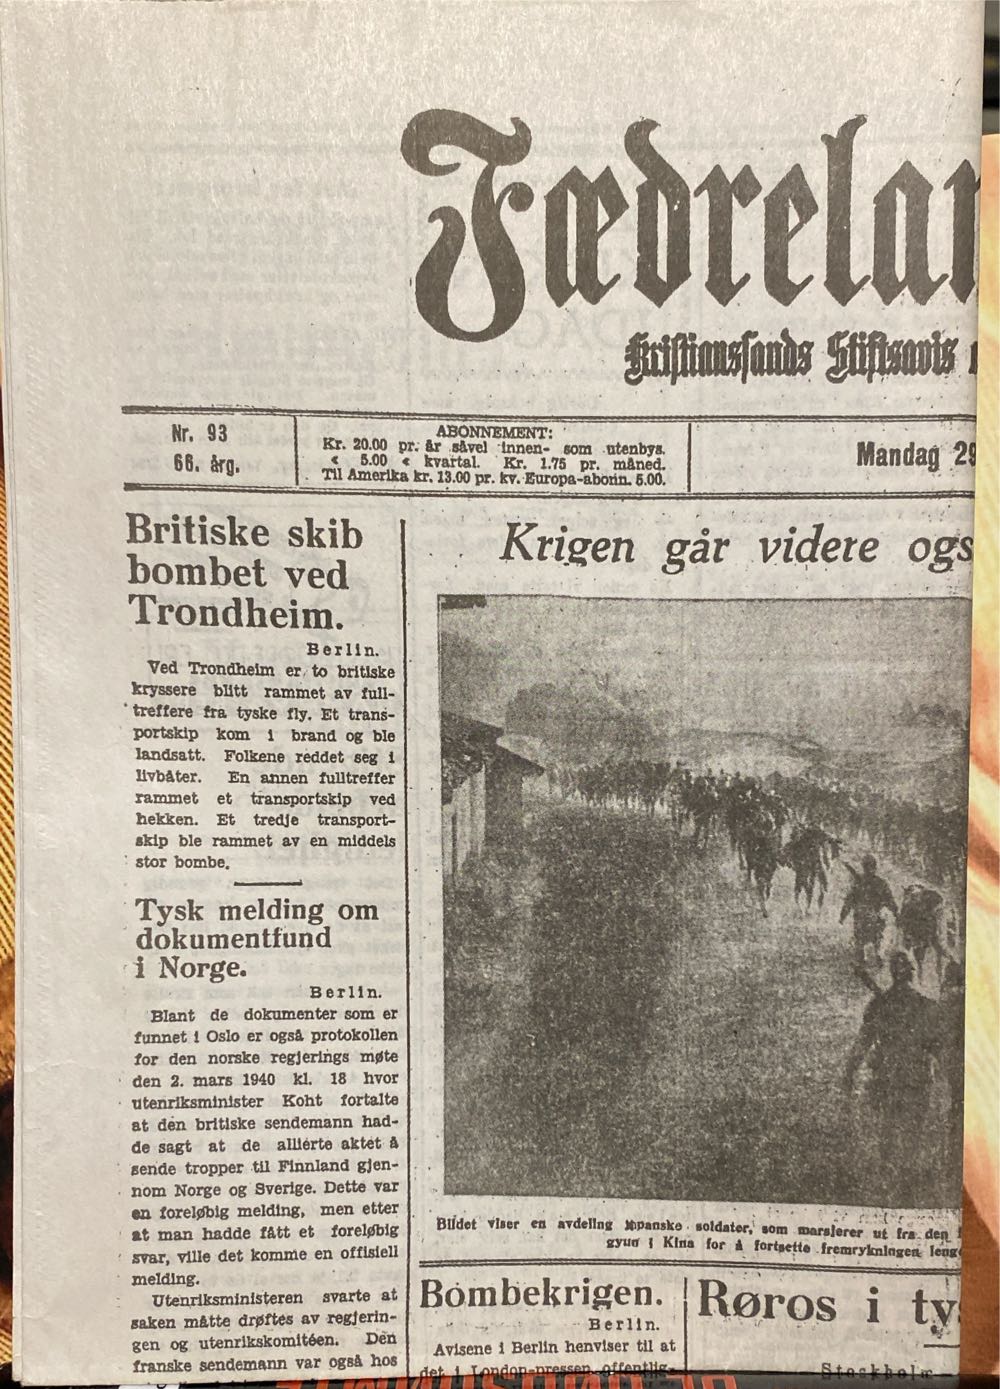 Fædrelan
Kristianssands Stiftsavis
Nr. 93
66. årg.
ABONNEMENT:
Kr. 20.00 pr. år såvel innen- som utenbys.
« 5.00 « kvartal. Kr. 1.75 pr. måned.
Til Amerika kr. 13.00 pr. kv. Europa-abonn. 5.00.
Mandag 29
Britiske skib
bombet ved
Trondheim.
Berlin.
Ved Trondheim er to britiske
kryssere blitt rammet av full-
treffere fra tyske fly. Et trans-
portskip kom i brand og ble
landsatt. Folkene reddet seg i
livbåter. En annen fulltreffer
rammet et transportskip ved
hekken. Et tredje transport-
skip ble rammet av en middels
stor bombe.
Tysk melding om
dokumentfund
i Norge.
Berlin.
Blant de dokumenter som er
funnet i Oslo er også protokollen
for den norske regjerings møte
den 2. mars 1940 kl. 18 hvor
utenriksminister Koht fortalte
at den britiske sendemann had-
de sagt at de allierte aktet å
sende tropper til Finnland gjen-
nom Norge og Sverige. Dette var
en foreløbig melding, men etter
at man hadde fått et foreløbig
svar, ville det komme en offisiell
melding.
Utenriksministeren svarte at
saken måtte drøftes av regjerin-
gen og utenrikskomitéen. Den
franske sendemann var også hos
Krigen går videre ogs
Bildet viser en avdeling japanske soldater, som marsjerer ut fra den
gyun i Kina for å fortsette fremrykningen leng
Bombekrigen.
Berlin.
Avisene i Berlin henviser til at
det i London-pressen offentlig-
Røros i ty
Stockholm